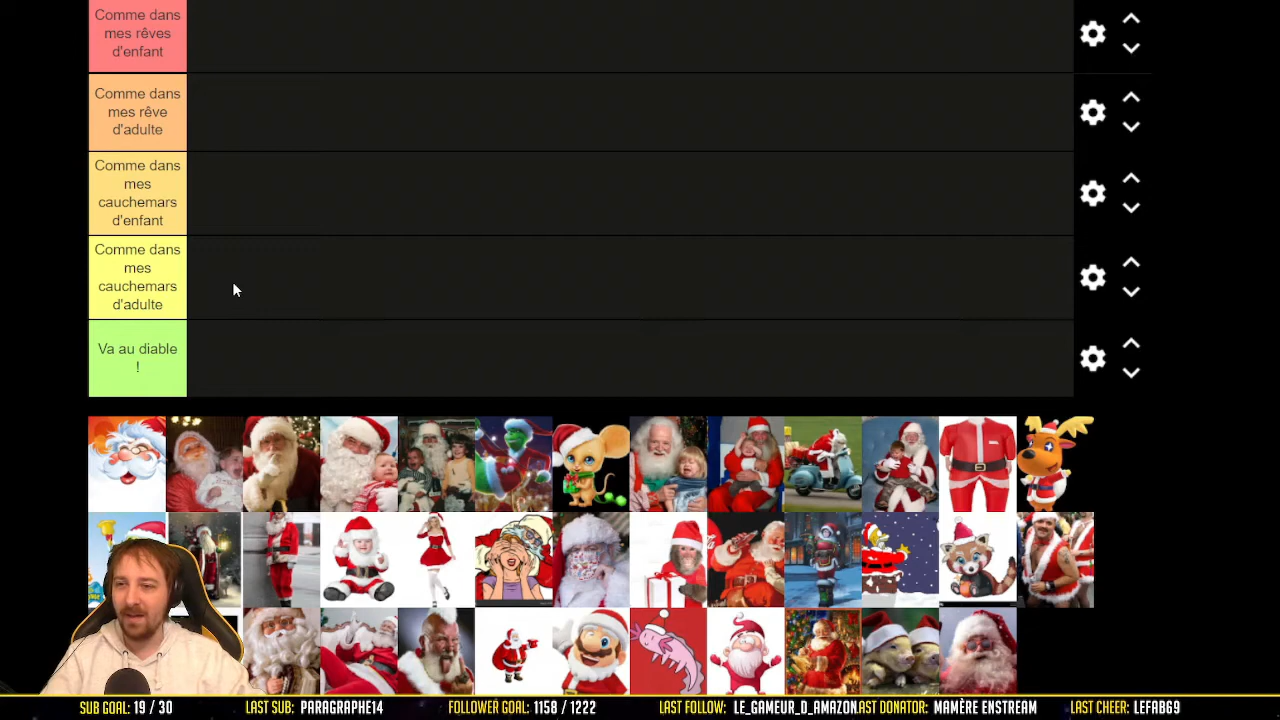 Comme dans
mes rêves
d'enfant
Comme dans
mes rêve
d'adulte
Comme dans
mes
cauchemars
d'enfant
Comme dans
mes
cauchemars
d'adulte
Va au diable
!
SUB GOAL: 19 / 30
LAST SUB: PARAGRAPHE14
FOLLOWER GOAL: 1158 / 1222
LAST FOLLOW: LE_GAMEUR_D_AMAZON
AST DONATOR: MAMÈRE ENSTREAM
LAST CHEER: LEFAB69